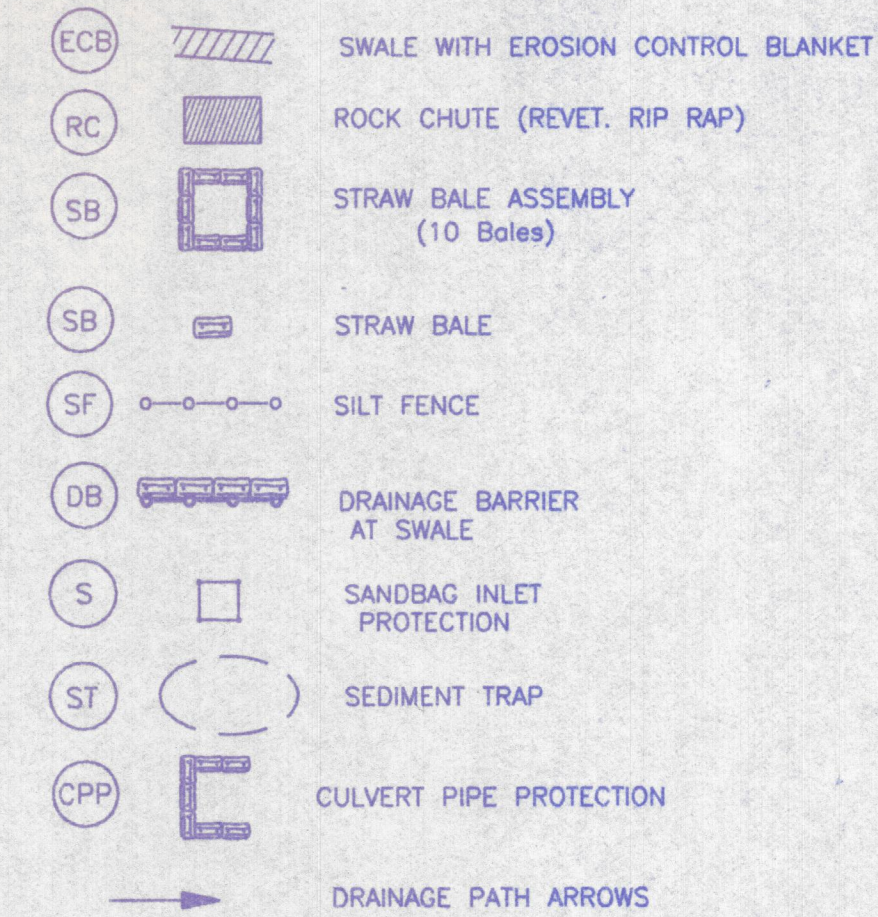 ECB SWALE WITH EROSION CONTROL BLANKET
RC ROCK CHUTE (REVET. RIP RAP)
SB STRAW BALE ASSEMBLY
(10 Bales)
SB STRAW BALE
SF SILT FENCE
DB DRAINAGE BARRIER
AT SWALE
S SANDBAG INLET
PROTECTION
ST SEDIMENT TRAP
CPP CULVERT PIPE PROTECTION
DRAINAGE PATH ARROWS